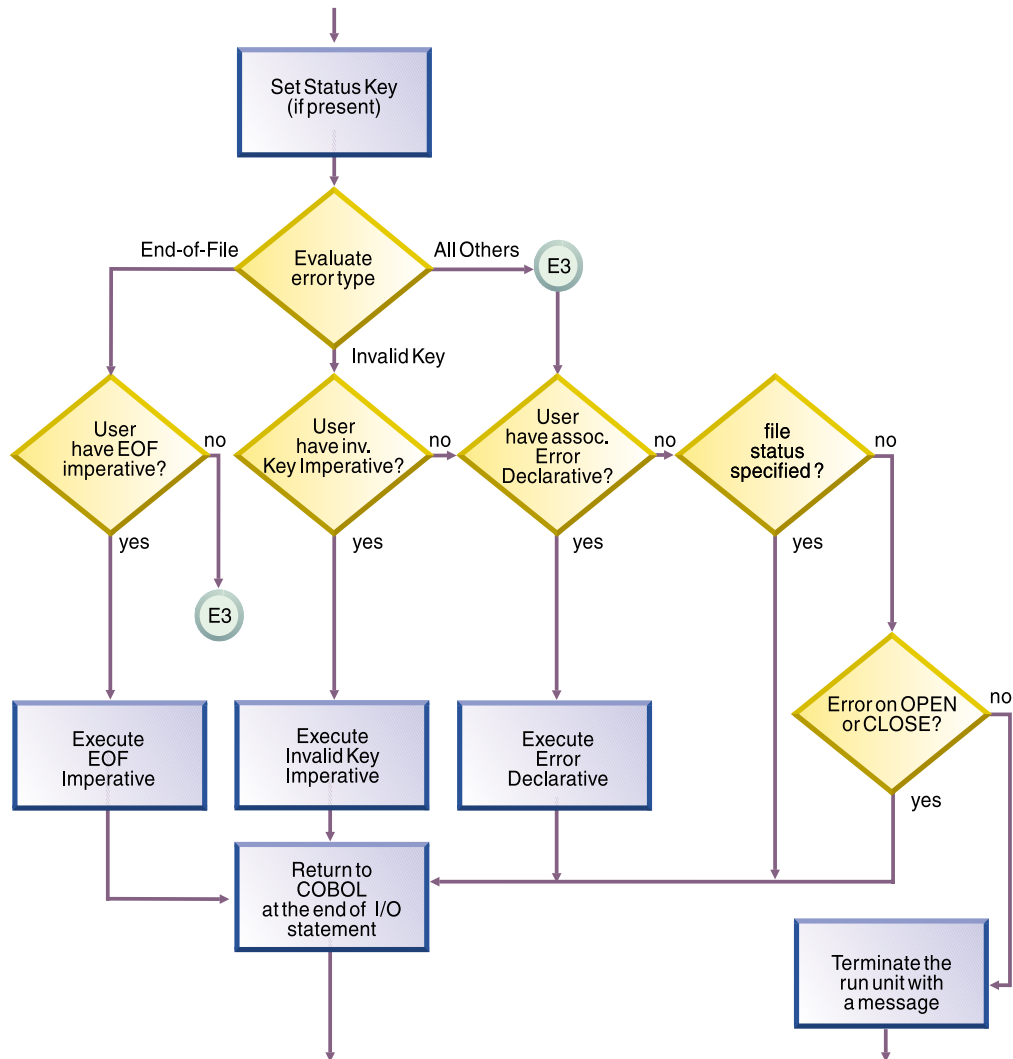 Set Status Key
(if present)
End-of-File
Evaluate
error type
All Others
E3
Invalid Key
User
have EOF
imperative?
no
User
have inv.
Key Imperative?
no
User
have assoc.
Error
Declarative?
no
file
status
specified ?
no
yes
yes
yes
yes
E3
Error on OPEN
or CLOSE?
no
yes
Execute
EOF
Imperative
Execute
Invalid Key
Imperative
Execute
Error
Declarative
Return to
COBOL
at the end of I/O
statement
Terminate the
run unit with
a message